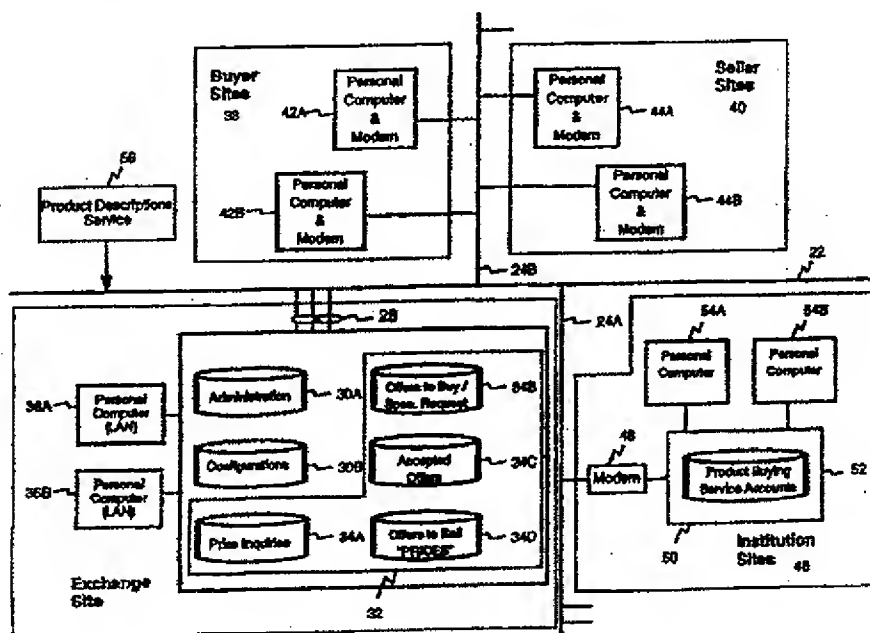 Buyer
Sites
38
42A
Personal
Computer
&
Modem
42B
Personal
Computer
&
Modem
Personal
Computer
&
Modem
44A
Seller
Sites
40
Personal
Computer
&
Modem
44B
56
Product Descriptions
Service
24B
22
28
24A
36A
Personal
Computer
(LAN)
36B
Personal
Computer
(LAN)
Administration
30A
Configurations
30B
Price Inquiries
34A
Offers to Buy /
Spec. Request
34B
Accepted
Offers
34C
Offers to Sell
"PRICES"
34D
32
Exchange
Site
54A
Personal
Computer
54B
Personal
Computer
48
Modem
Product Buying
Service Accounts
52
50
Institution
Sites
46